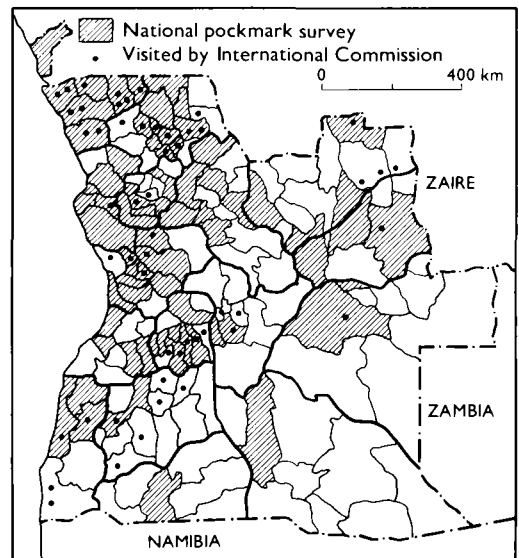 National pockmark survey
Visited by International Commission
0 400 km
ZAIRE
ZAMBIA
NAMIBIA